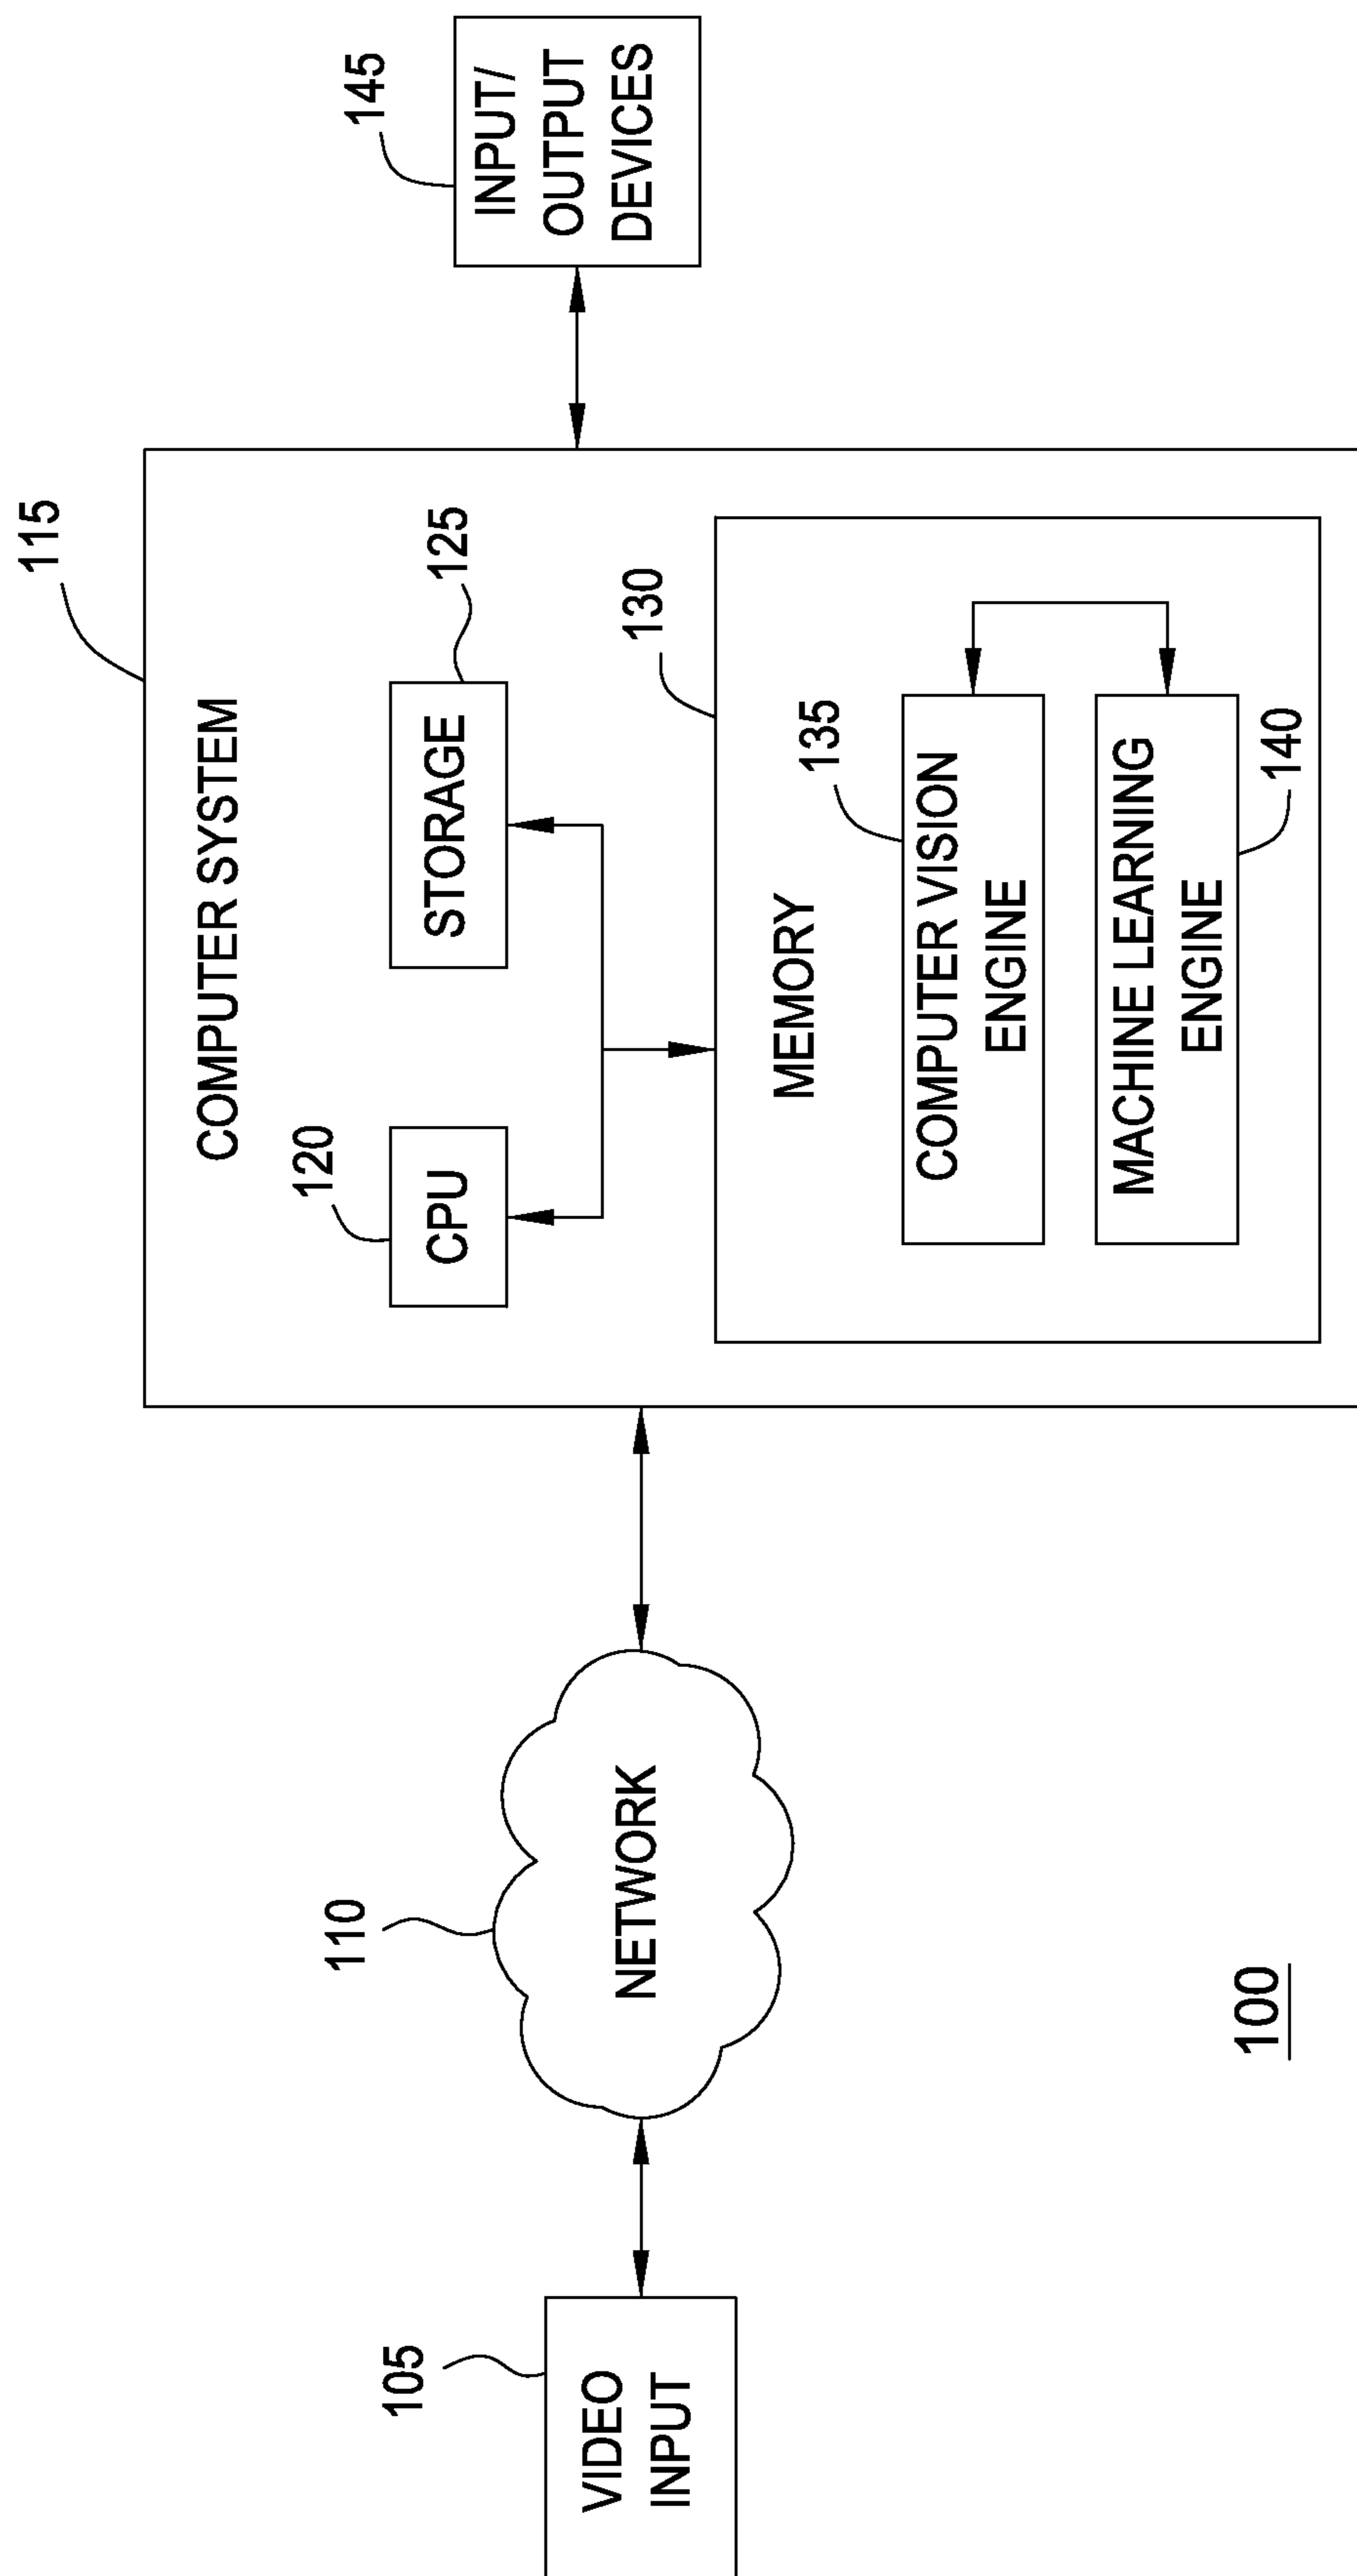 115
COMPUTER SYSTEM
145
INPUT/
OUTPUT
DEVICES
120
CPU
125
STORAGE
110
NETWORK
105
VIDEO
INPUT
130
MEMORY
135
COMPUTER VISION
ENGINE
MACHINE LEARNING
ENGINE
140
100